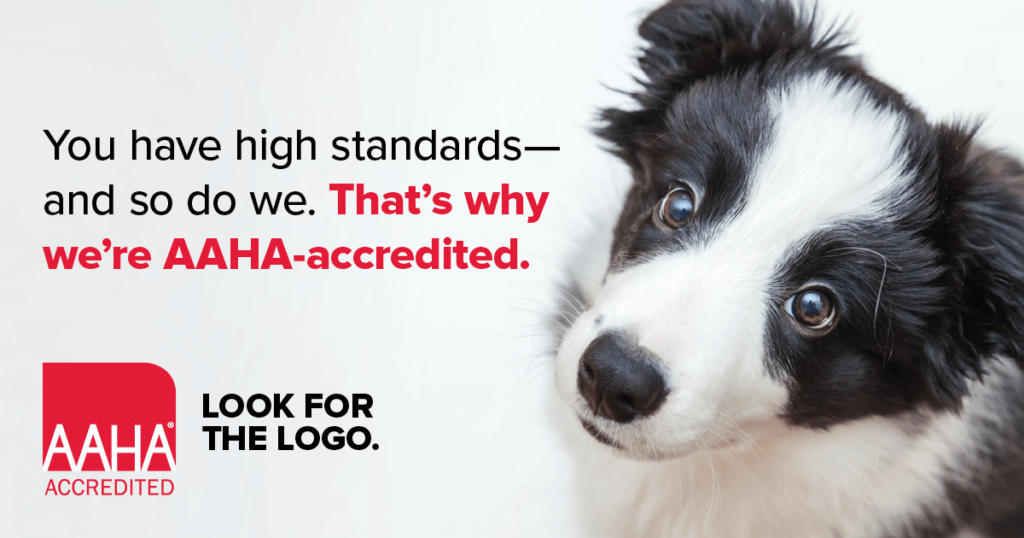 You have high standards—
and so do we. That’s why
we’re AAHA-accredited.
AAHA®
ACCREDITED
LOOK FOR
THE LOGO.